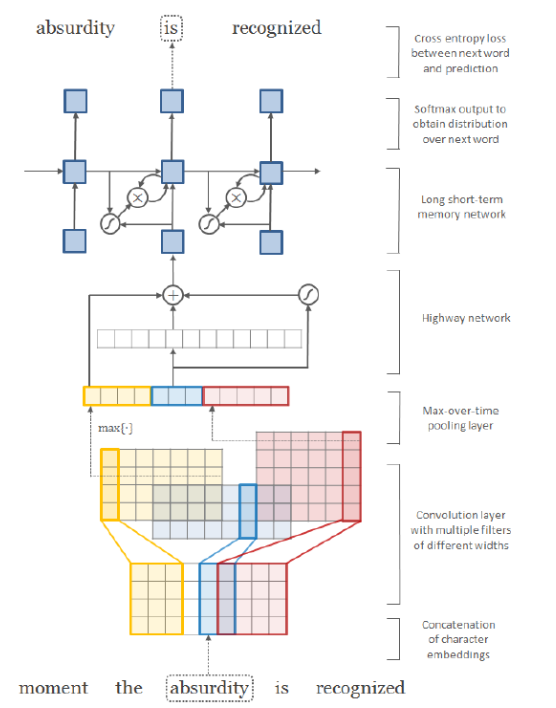 absurdity is recognized
Cross entropy loss
between next word
and prediction
Softmax output to
obtain distribution
over next word
Long short-term
memory network
Highway network
Max-over-time
pooling layer
max[·]
Convolution layer
with multiple filters
of different widths
Concatenation
of character
embeddings
moment the absurdity is recognized